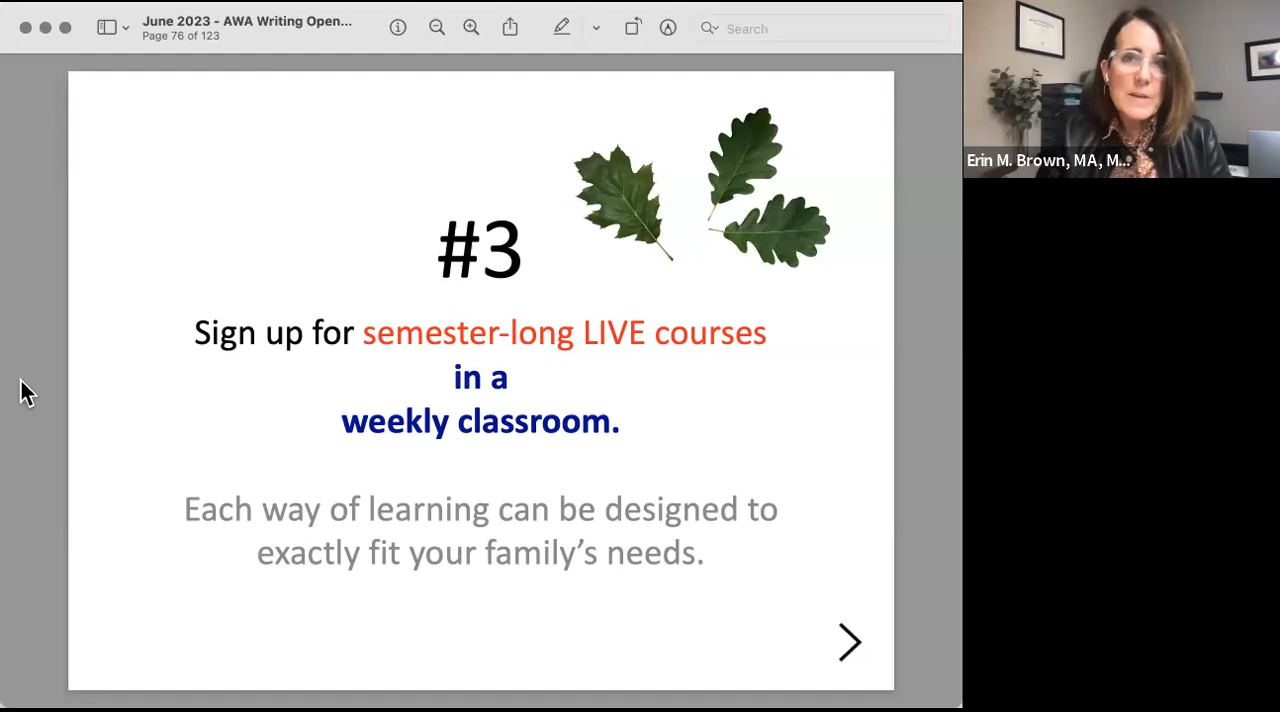 June 2023 - AWA Writing Open...
Page 76 of 123
Search
Erin M. Brown, MA, M...
#3
Sign up for semester-long LIVE courses
in a
weekly classroom.
Each way of learning can be designed to
exactly fit your family’s needs.